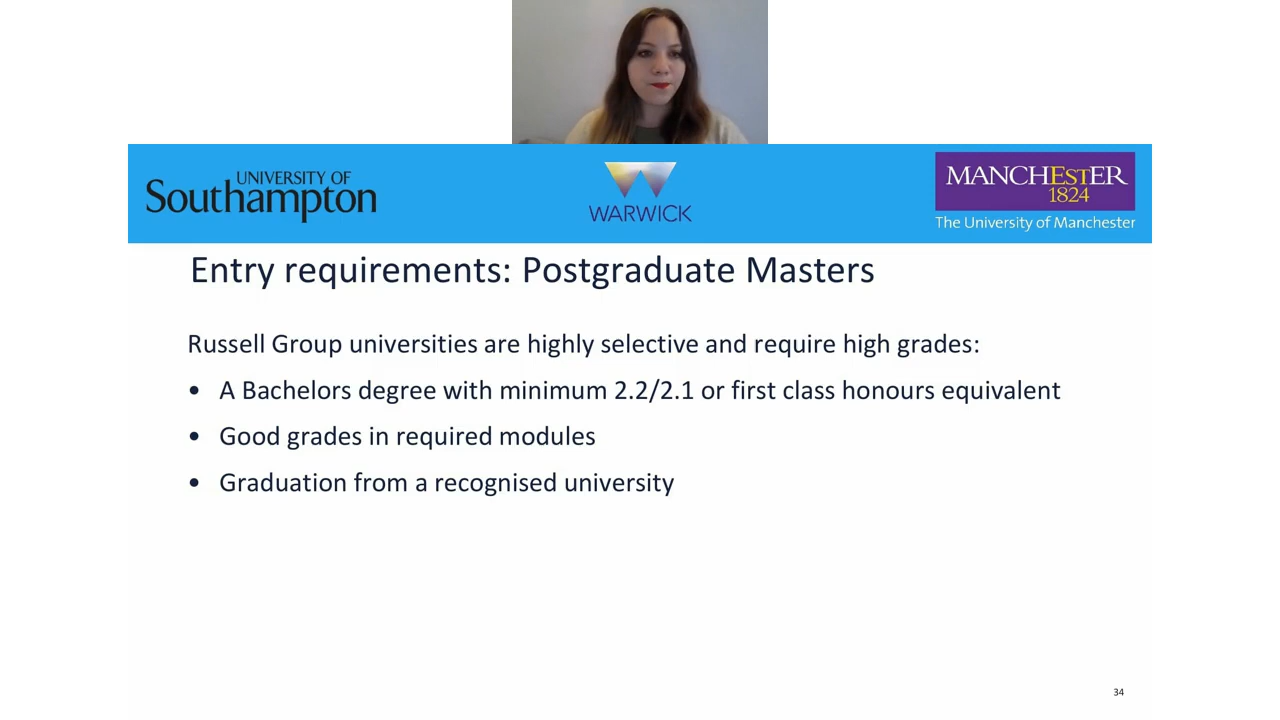 UNIVERSITY OF
Southampton
WARWICK
MANCHESTER
1824
The University of Manchester
Entry requirements: Postgraduate Masters
Russell Group universities are highly selective and require high grades:
• A Bachelors degree with minimum 2.2/2.1 or first class honours equivalent
• Good grades in required modules
• Graduation from a recognised university
34